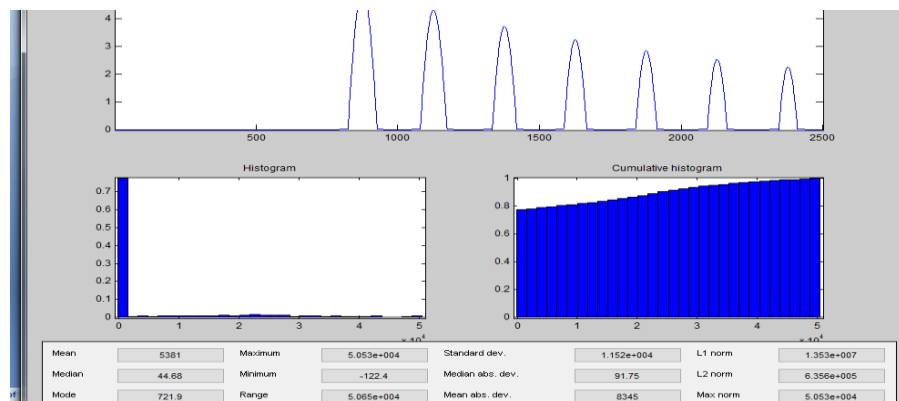 4
3
2
1
0
500 1000 1500 2000 2500
Histogram Cumulative histogram
0.7
0.6
0.5
0.4
0.3
0.2
0.1
0
0 1 2 3 4 5
1
0.8
0.6
0.4
0.2
0
0 1 2 3 4 5
Mean 5381 Maximum 5.053e+004 Standard dev. 1.152e+004 L1 norm 1.353e+007
Median 44.68 Minimum -122.4 Median abs. dev. 91.75 L2 norm 6.356e+005
Mode 721.9 Range 5.065e+004 Mean abs. dev. 8345 Max norm 5.053e+004